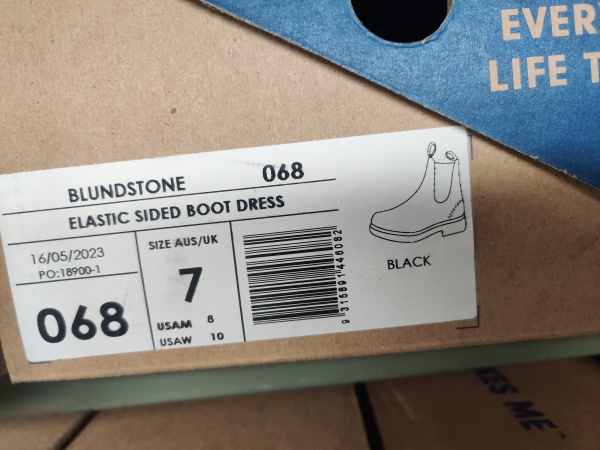 EVER
LIFE T
BLUNDSTONE 068
ELASTIC SIDED BOOT DRESS
16/05/2023
PO:18900-1
068
SIZE AUS/UK
7
USAM 8
USAW 10
9 315891 446082
BLACK
KES ME